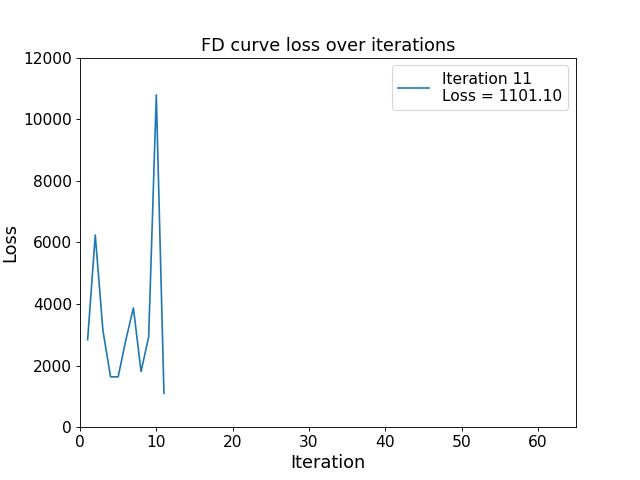 FD curve loss over iterations
12000
10000
8000
6000
4000
2000
0
Loss
Iteration 11
Loss = 1101.10
0 10 20 30 40 50 60
Iteration